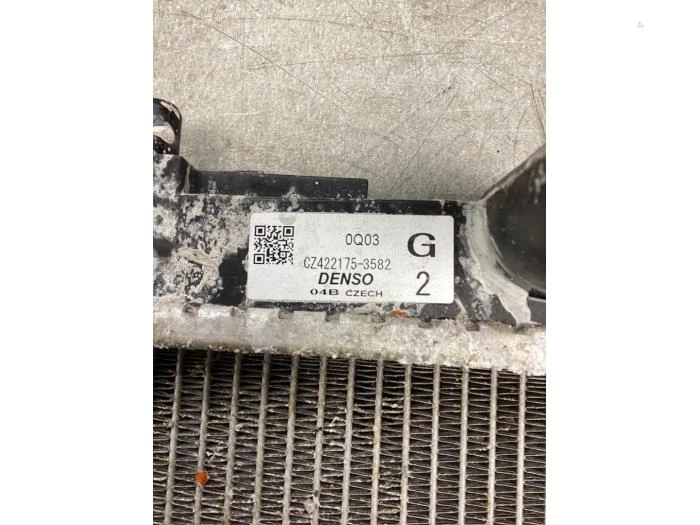 0Q03
G
CZ422175-3582
DENSO
2
04B CZECH